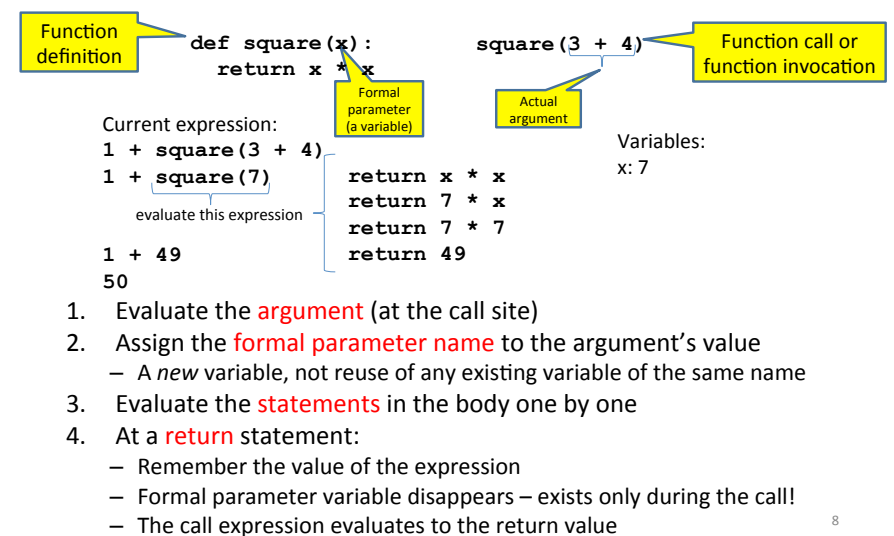 Function
definition
def square(x):
return x * x
Formal
parameter
(a variable)
square(3 + 4)
Actual
argument
Function call or
function invocation
Current expression:
1 + square(3 + 4)
1 + square(7)
evaluate this expression
1 + 49
50
return x * x
return 7 * x
return 7 * 7
return 49
Variables:
x: 7
1. Evaluate the argument (at the call site)
2. Assign the formal parameter name to the argument’s value
– A new variable, not reuse of any existing variable of the same name
3. Evaluate the statements in the body one by one
4. At a return statement:
– Remember the value of the expression
– Formal parameter variable disappears – exists only during the call!
– The call expression evaluates to the return value
8